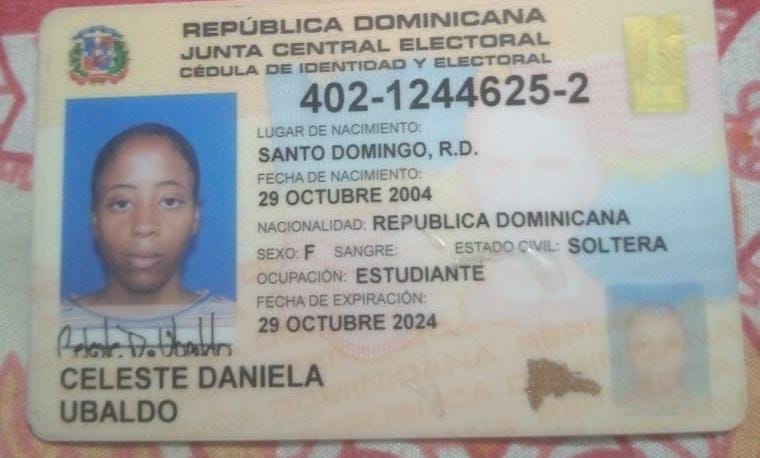 REPÚBLICA DOMINICANA
JUNTA CENTRAL ELECTORAL
CÉDULA DE IDENTIDAD Y ELECTORAL
402-1244625-2
LUGAR DE NACIMIENTO:
SANTO DOMINGO, R.D.
FECHA DE NACIMIENTO:
29 OCTUBRE 2004
NACIONALIDAD: REPUBLICA DOMINICANA
SEXO: F SANGRE: ESTADO CIVIL: SOLTERA
OCUPACIÓN: ESTUDIANTE
FECHA DE EXPIRACIÓN:
29 OCTUBRE 2024
Celeste D. Ubaldo
CELESTE DANIELA
UBALDO